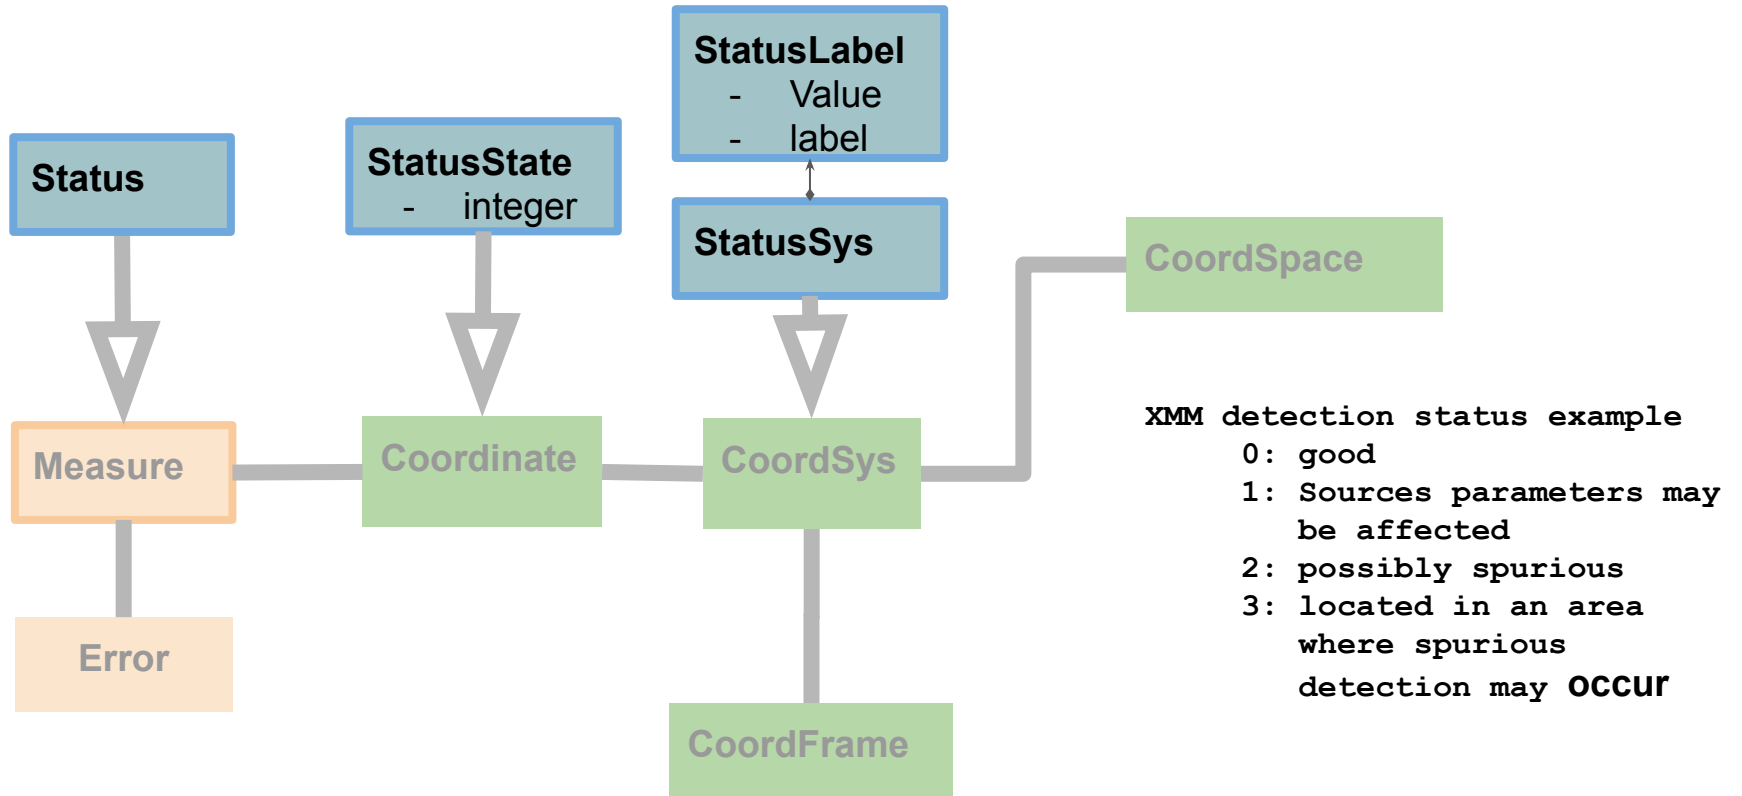 StatusLabel
- Value
- label
Status
StatusState
- integer
StatusSys
CoordSpace
Measure
Coordinate
CoordSys
Error
CoordFrame
XMM detection status example
0: good
1: Sources parameters may
be affected
2: possibly spurious
3: located in an area
where spurious
detection may occur